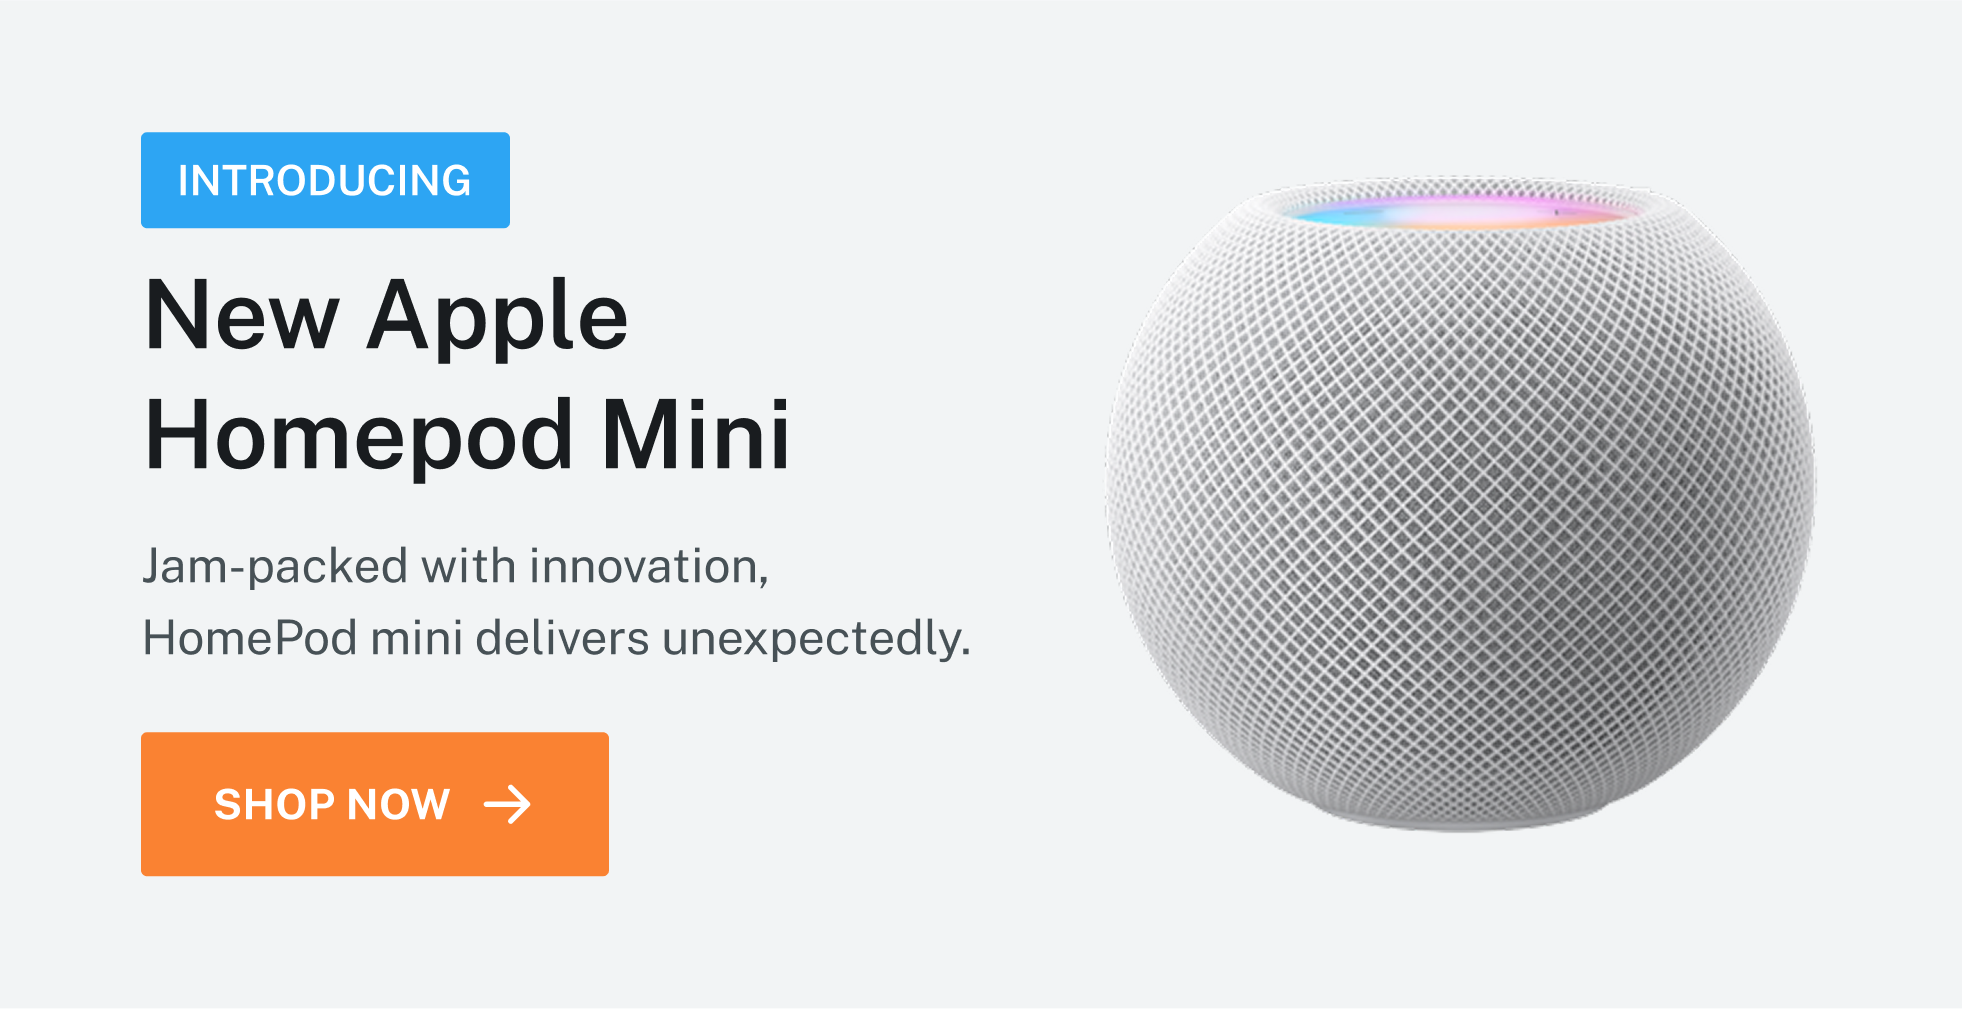 INTRODUCING
New Apple
Homepod Mini
Jam-packed with innovation,
HomePod mini delivers unexpectedly.
SHOP NOW